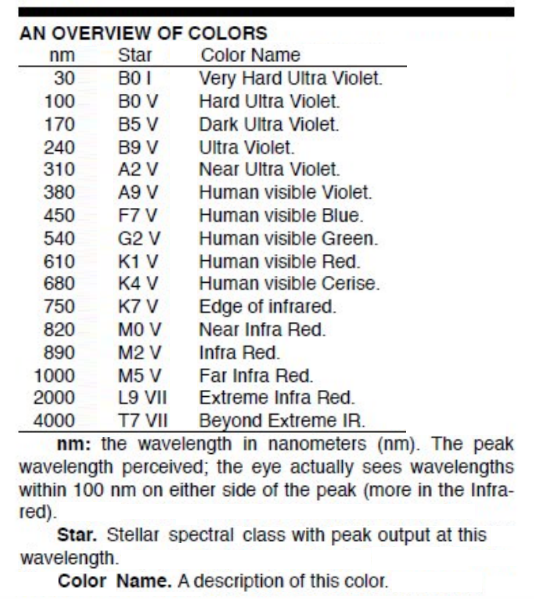 AN OVERVIEW OF COLORS
nm Star Color Name
30 B0 I Very Hard Ultra Violet.
100 B0 V Hard Ultra Violet.
170 B5 V Dark Ultra Violet.
240 B9 V Ultra Violet.
310 A2 V Near Ultra Violet.
380 A9 V Human visible Violet.
450 F7 V Human visible Blue.
540 G2 V Human visible Green.
610 K1 V Human visible Red.
680 K4 V Human visible Cerise.
750 K7 V Edge of infrared.
820 M0 V Near Infra Red.
890 M2 V Infra Red.
1000 M5 V Far Infra Red.
2000 L9 VII Extreme Infra Red.
4000 T7 VII Beyond Extreme IR.
nm: the wavelength in nanometers (nm). The peak
wavelength perceived; the eye actually sees wavelengths
within 100 nm on either side of the peak (more in the Infra-
red).
Star. Stellar spectral class with peak output at this
wavelength.
Color Name. A description of this color.